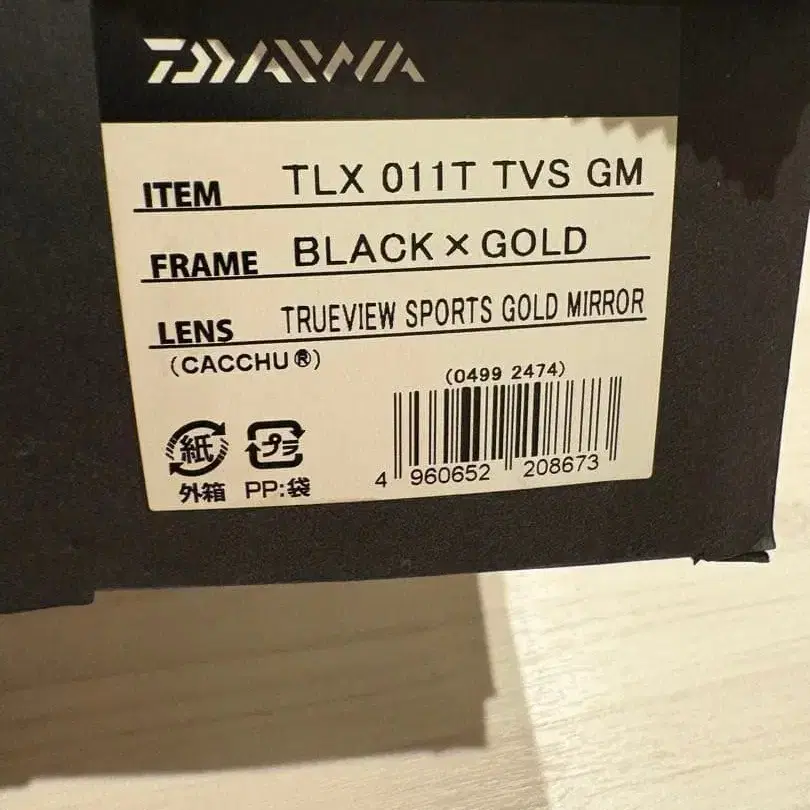 DAIWA
ITEM TLX 011T TVS GM
FRAME BLACK×GOLD
LENS TRUEVIEW SPORTS GOLD MIRROR
(CACCHU®)
(0499 2474)
4 960652 208673
紙 プラ
外箱 PP:袋